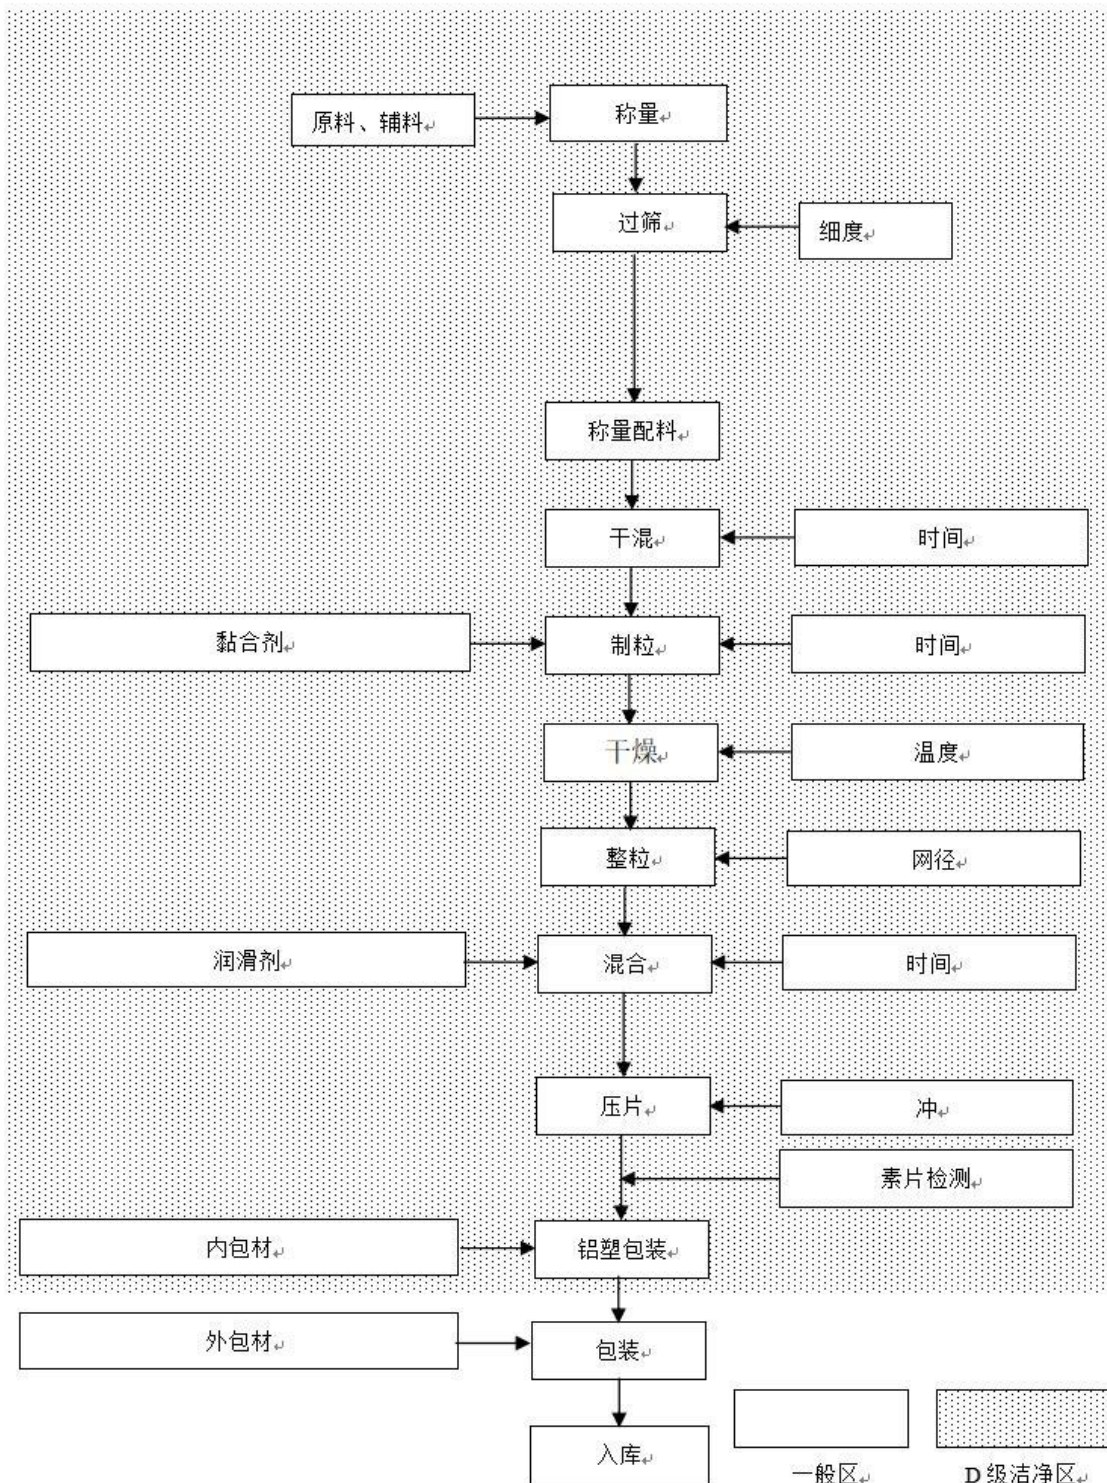 原料、辅料
称量
过筛
细度
称量配料
干混
时间
黏合剂
制粒
时间
干燥
温度
整粒
网径
润滑剂
混合
时间
压片
冲
素片检测
内包材
铝塑包装
外包材
包装
入库
一般区
D 级洁净区